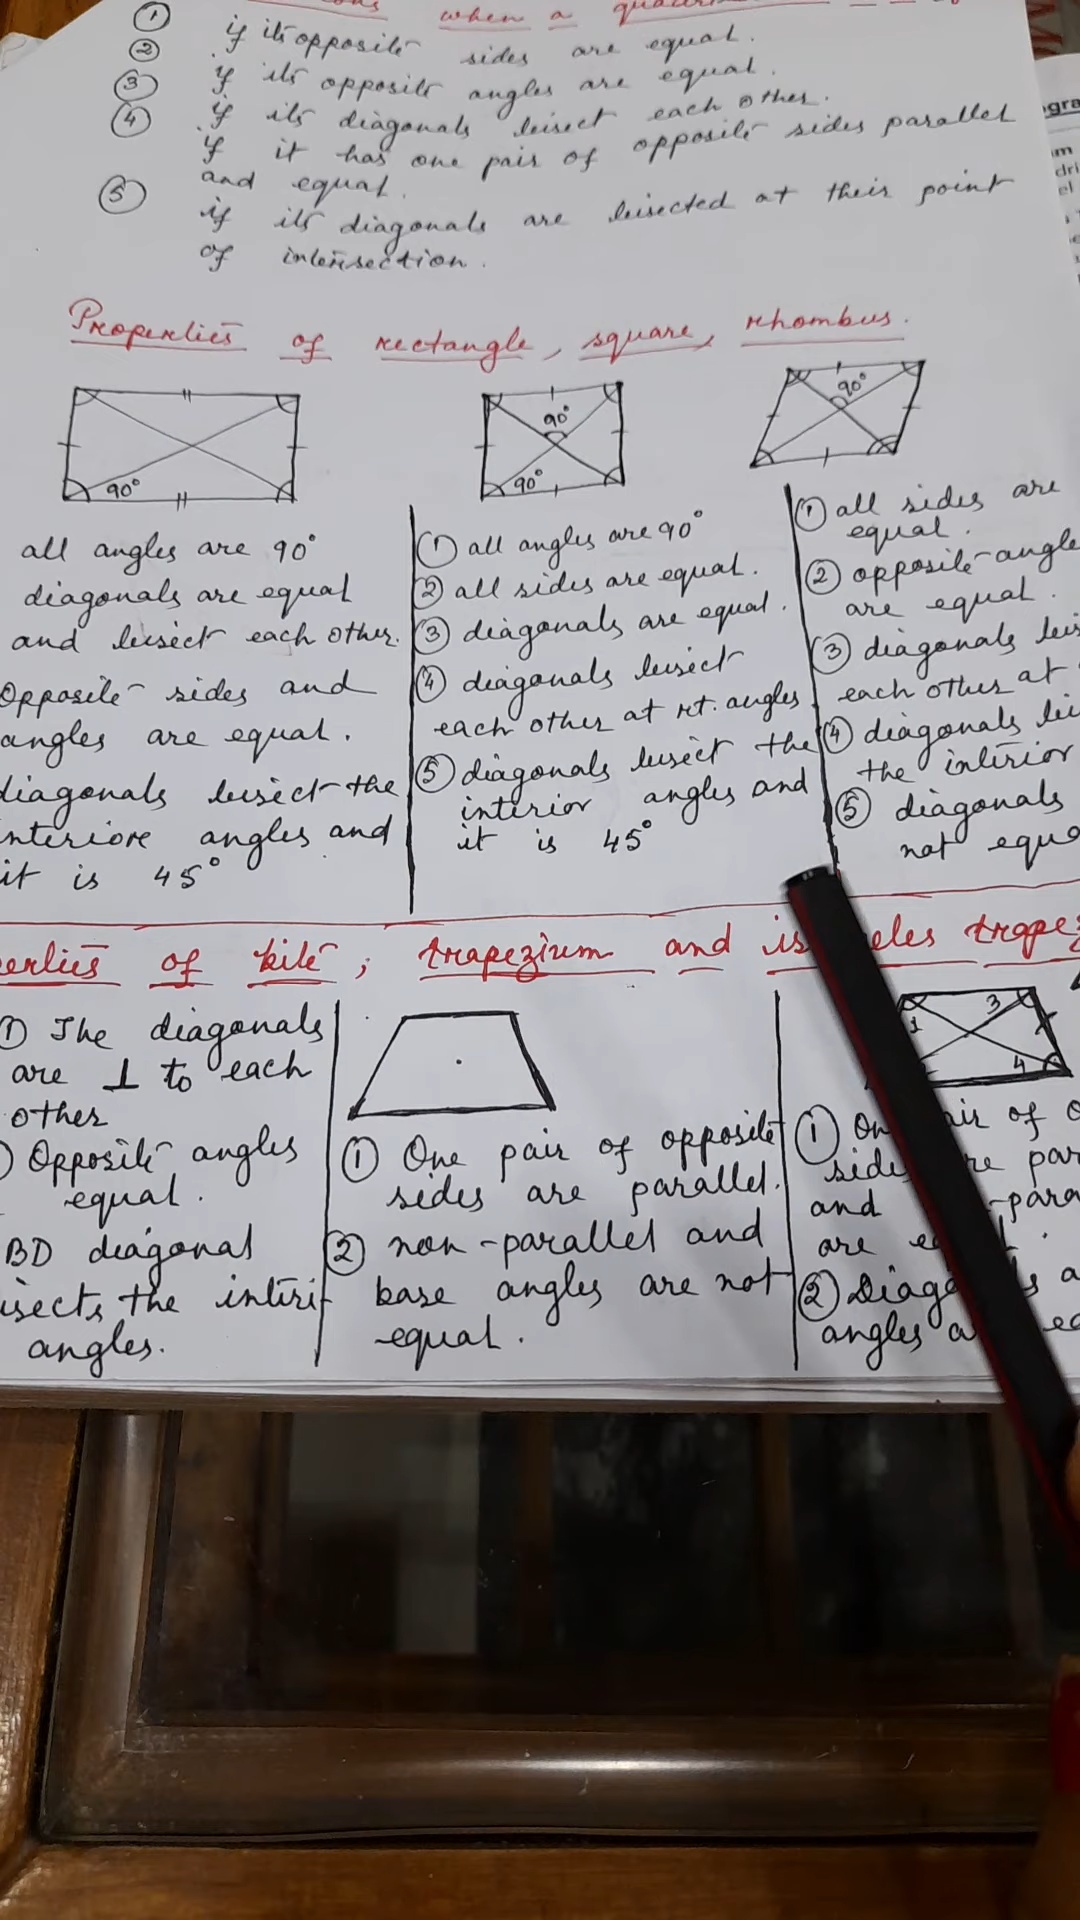 when a
① if its opposite sides are equal.
② if its opposite angles are equal.
③ if its diagonals bisect each other.
④ if it has one pair of opposite sides parallel
and equal.
⑤ if its diagonals are bisected at their point
of intersection.
Properties of rectangle, square, rhombus.
90°
90°
90°
90°
all angles are 90°
diagonals are equal
and bisect each other.
Opposite sides and
angles are equal.
diagonals bisect the
interiore angles and
it is 45°
① all angles are 90°
② all sides are equal.
③ diagonals are equal.
④ diagonals bisect
each other at rt. angles
⑤ diagonals bisect the
interior angles and
it is 45°
① all sides are
equal.
② opposite angle
are equal.
③ diagonals
each other at
④ diagonals
the interior
⑤ diagonals
not
of kite, trapezium and
① The diagonals
are ⊥ to each
other
Opposite angles
equal.
BD diagonal
the
angles.
① One pair of opposite
sides are parallel.
② non-parallel and
base angles are not
equal.
1
3
4
① of
and
are
②
angles